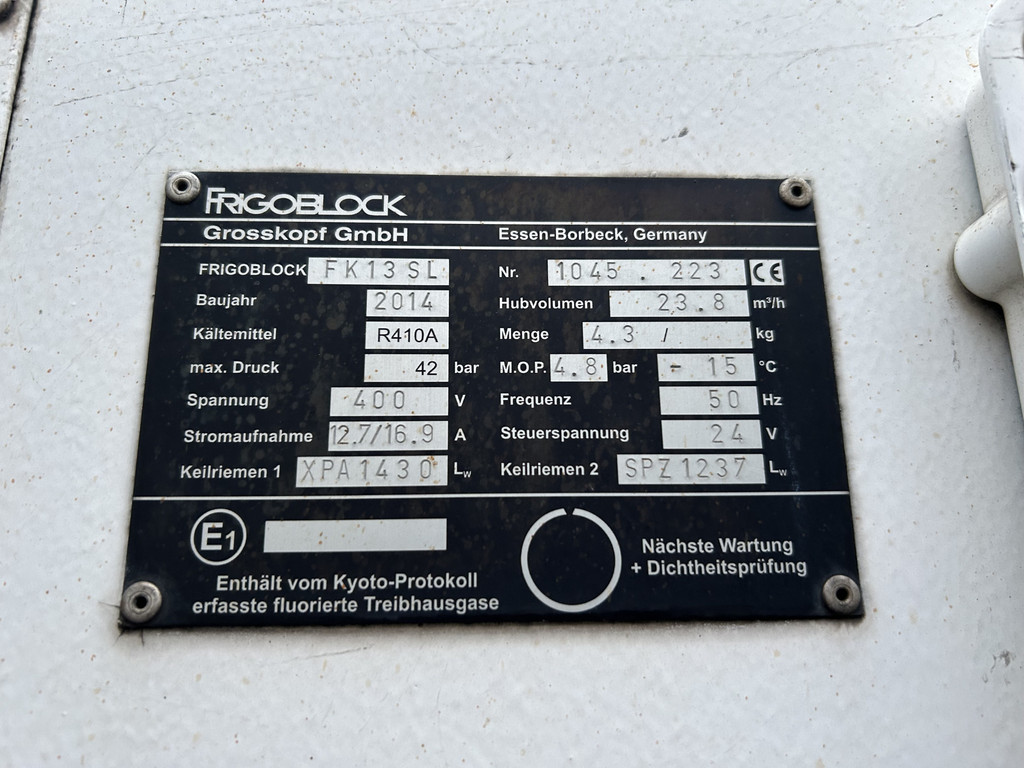 FRIGOBLOCK
Grosskopf GmbH Essen-Borbeck, Germany
FRIGOBLOCK FK13 SL Nr. 1045 . 223 CE
Baujahr 2014 Hubvolumen 23.8 m³/h
Kältemittel R410A Menge 4.3 / kg
max. Druck 42 bar M.O.P. 4.8 bar - 15 °C
Spannung 400 V Frequenz 50 Hz
Stromaufnahme 12.7/16.9 A Steuerspannung 24 V
Keilriemen 1 XPA1430 Lw Keilriemen 2 SPZ1237 Lw
E1
Nächste Wartung
+ Dichtheitsprüfung
Enthält vom Kyoto-Protokoll
erfasste fluorierte Treibhausgase